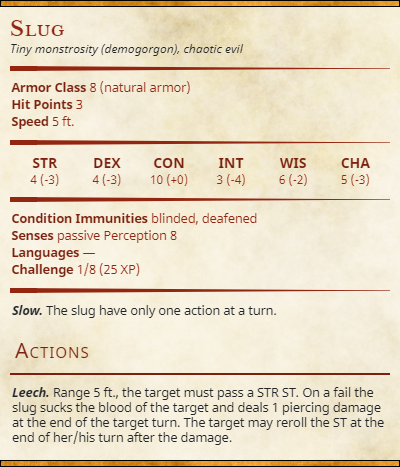 Slug
Tiny monstrosity (demogorgon), chaotic evil
Armor Class 8 (natural armor)
Hit Points 3
Speed 5 ft.
STR DEX CON INT WIS CHA
4 (-3) 4 (-3) 10 (+0) 3 (-4) 6 (-2) 5 (-3)
Condition Immunities blinded, deafened
Senses passive Perception 8
Languages —
Challenge 1/8 (25 XP)
Slow. The slug have only one action at a turn.
Actions
Leech. Range 5 ft., the target must pass a STR ST. On a fail the
slug sucks the blood of the target and deals 1 piercing damage
at the end of the target turn. The target may reroll the ST at the
end of her/his turn after the damage.